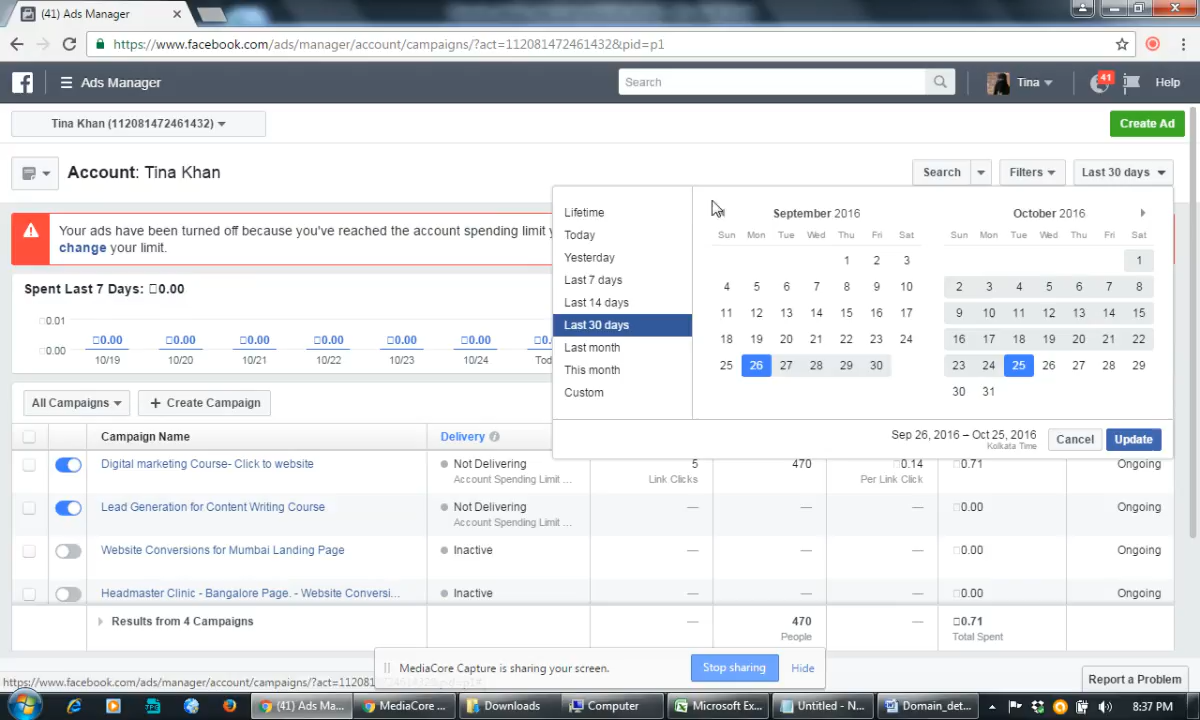 (41) Ads Manager
https://www.facebook.com/ads/manager/account/campaigns/?act=112081472461432&pid=p1
Ads Manager
Search
Tina
41
Help
Tina Khan (112081472461432)
Create Ad
Account: Tina Khan
Search
Filters
Last 30 days
Your ads have been turned off because you've reached the account spending limit
change your limit.
Lifetime
Today
Yesterday
Last 7 days
Last 14 days
Last 30 days
Last month
This month
Custom
September 2016
Sun Mon Tue Wed Thu Fri Sat
1 2 3
4 5 6 7 8 9 10
11 12 13 14 15 16 17
18 19 20 21 22 23 24
25 26 27 28 29 30
October 2016
Sun Mon Tue Wed Thu Fri Sat
1
2 3 4 5 6 7 8
9 10 11 12 13 14 15
16 17 18 19 20 21 22
23 24 25 26 27 28 29
30 31
Sep 26, 2016 – Oct 25, 2016
Kolkata Time
Cancel
Update
Spent Last 7 Days: 0.00
0.01
0.00
0.00 0.00 0.00 0.00 0.00 0.00
10/19 10/20 10/21 10/22 10/23 10/24
All Campaigns
+ Create Campaign
Campaign Name
Delivery
Digital marketing Course- Click to website
Not Delivering
Account Spending Limit ...
5
Link Clicks
470
0.14
Per Link Click
0.71
Ongoing
Lead Generation for Content Writing Course
Not Delivering
Account Spending Limit ...
—
—
—
0.00
Ongoing
Website Conversions for Mumbai Landing Page
Inactive
—
—
—
0.00
Ongoing
Headmaster Clinic - Bangalore Page. - Website Conversi...
Inactive
—
—
—
0.00
Ongoing
Results from 4 Campaigns
—
470
People
—
0.71
Total Spent
MediaCore Capture is sharing your screen.
Stop sharing
Hide
Report a Problem
(41) Ads Ma...
MediaCore ...
Downloads
Computer
Microsoft Ex...
Untitled - N...
Domain_det...
8:37 PM